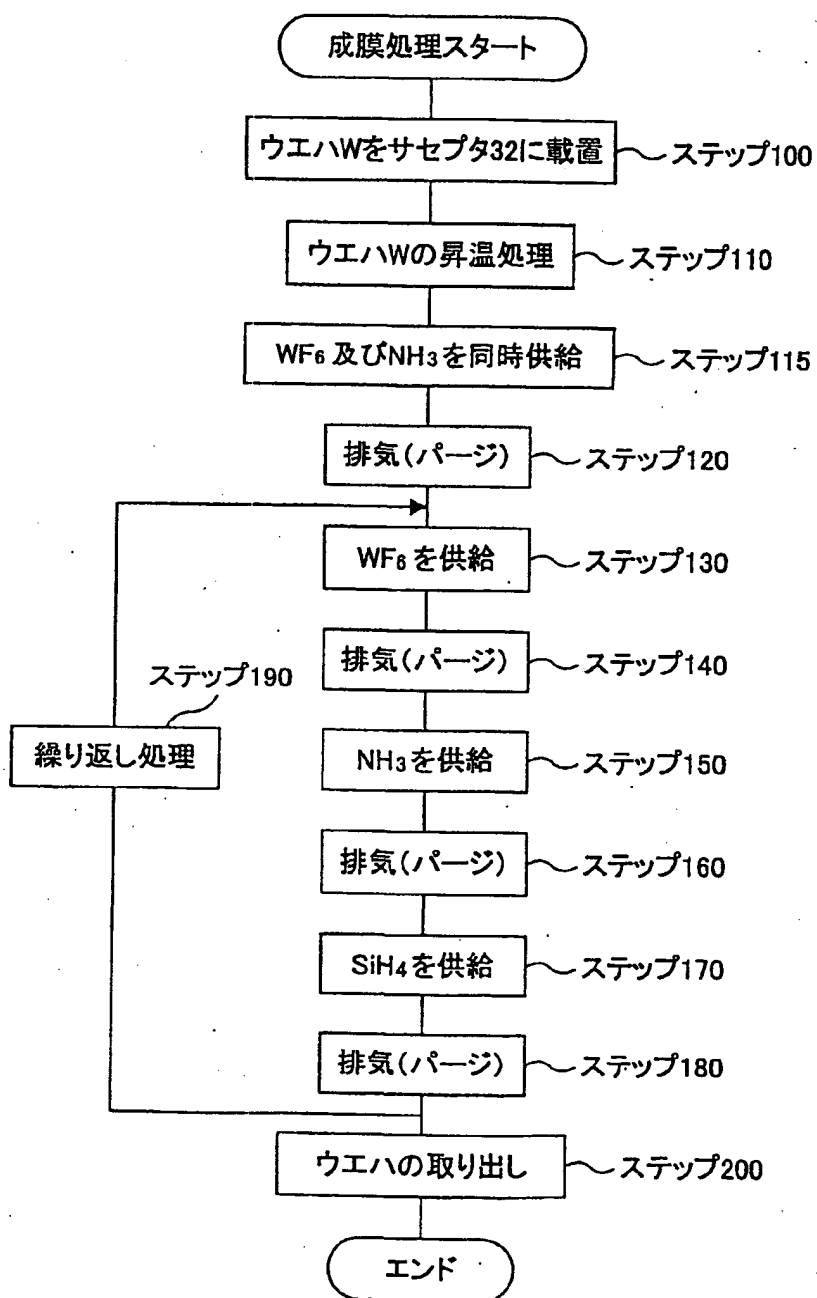 成膜処理スタート
ウエハWをサセプタ32に載置
ステップ100
ウエハWの昇温処理
ステップ110
WF₆及びNH₃を同時供給
ステップ115
排気(パージ)
ステップ120
WF₆を供給
ステップ130
排気(パージ)
ステップ140
ステップ190
繰り返し処理
NH₃を供給
ステップ150
排気(パージ)
ステップ160
SiH₄を供給
ステップ170
排気(パージ)
ステップ180
ウエハの取り出し
ステップ200
エンド